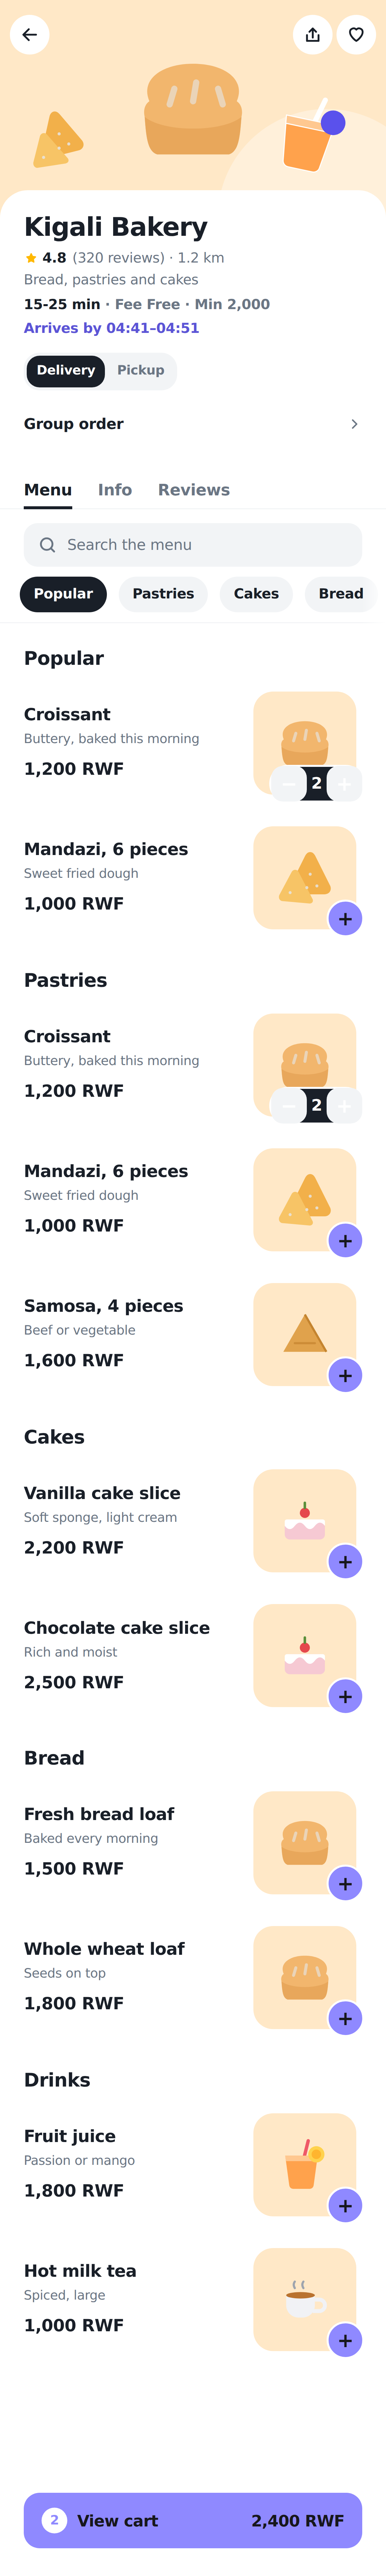 Kigali Bakery
4.8 (320 reviews) · 1.2 km
Bread, pastries and cakes
15-25 min · Fee Free · Min 2,000
Arrives by 04:41–04:51
Delivery Pickup
Group order
Menu Info Reviews
Search the menu
Popular Pastries Cakes Bread
Popular
Croissant
Buttery, baked this morning
1,200 RWF
− 2 +
Mandazi, 6 pieces
Sweet fried dough
1,000 RWF
+
Pastries
Croissant
Buttery, baked this morning
1,200 RWF
− 2 +
Mandazi, 6 pieces
Sweet fried dough
1,000 RWF
+
Samosa, 4 pieces
Beef or vegetable
1,600 RWF
+
Cakes
Vanilla cake slice
Soft sponge, light cream
2,200 RWF
+
Chocolate cake slice
Rich and moist
2,500 RWF
+
Bread
Fresh bread loaf
Baked every morning
1,500 RWF
+
Whole wheat loaf
Seeds on top
1,800 RWF
+
Drinks
Fruit juice
Passion or mango
1,800 RWF
+
Hot milk tea
Spiced, large
1,000 RWF
+
2 View cart 2,400 RWF